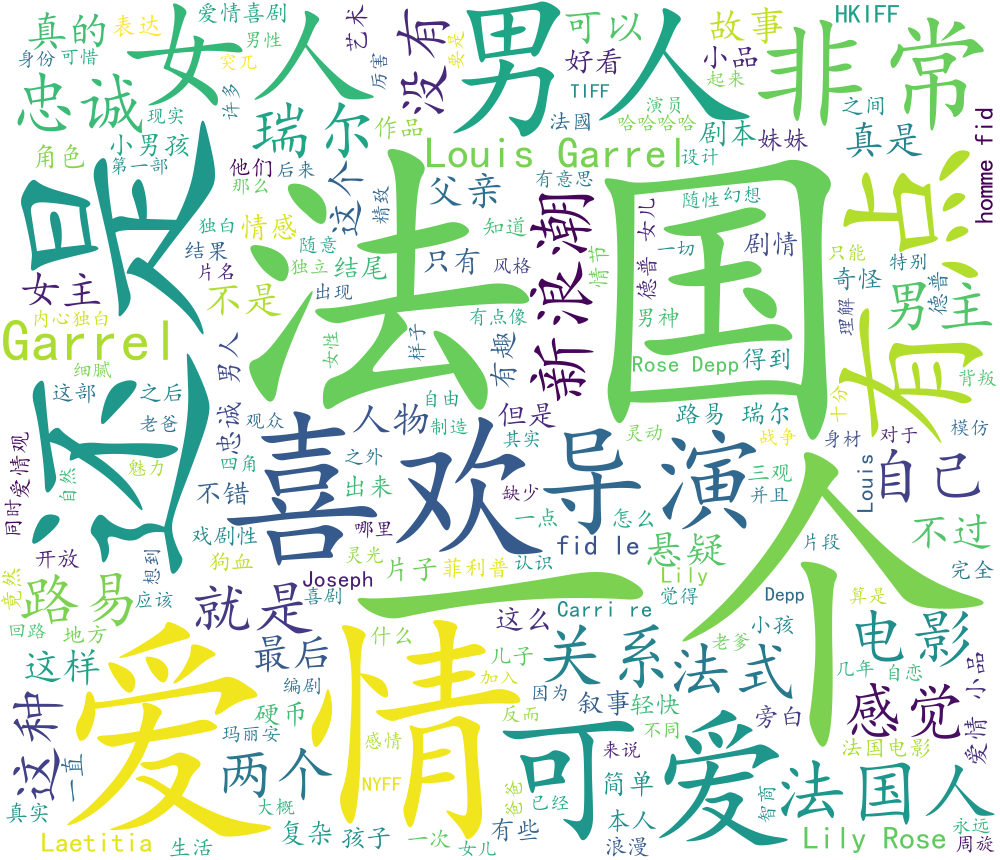 真的
表达
爱情喜剧
男性
艺术
没有
男人
可以
故事
HKIFF
身份
可惜
女人
突兀
厉害
要是
好看
小品
起来
非常
忠诚
现实
许多
瑞尔
作品
TIFF
演员
之间
角色
小男孩
Louis Garrel
法國
哈哈哈哈
剧本
妹妹
真是
homme fid
第一部
他们
后来
这个
父亲
有意思
设计
那么
精致
还是
独白
情感
法国
知道
新浪潮
女儿
随性
幻想
有点
女主
结果
随意
只有
风格
情节
德普
一切
剧情
只能
片名
独立
结尾
不是
出现
有点像
男神
奇怪
特别
Garrel
内心独白
女性
样子
有趣
Rose Depp
得到
理解
男主
德普
细腻
男人
这部
之后
自由
但是
路易 瑞尔
十分
背叛
老爸
忠诚
观众
人物
制造
其实
灵动
战争
身材
对于
模仿
同时
爱情观
魅力
四角
之外
喜欢
导演
三观
Louis
自己
自然
不错
出来
缺少
并且
戏剧性
哪里
一点
怎么
一个
不过
开放
想到
狗血
灵光
fid le
悬疑
片段
竟然
路易
应该
Joseph
片子
菲利普
认识
Lily
完全
喜剧
觉得
Depp
算是
回路
地方
就是
Carri re
这么
小孩
电影
这样
最后
什么
儿子
关系
法式
老爹
几年
自恋
编剧
加入
因为
叙事
轻快
感觉
小品
这种
爱情
硬币
反而
不同
旁白
玛丽安
感情
可爱
来说
法国电影
爱情
一直
两个
NYFF
泡泡
已经
简单
智商
法国人
真实
大概
本人
Laetitia
生活
复杂
孩子
一次
女儿
有些
浪漫
Lily Rose
永远
周旋